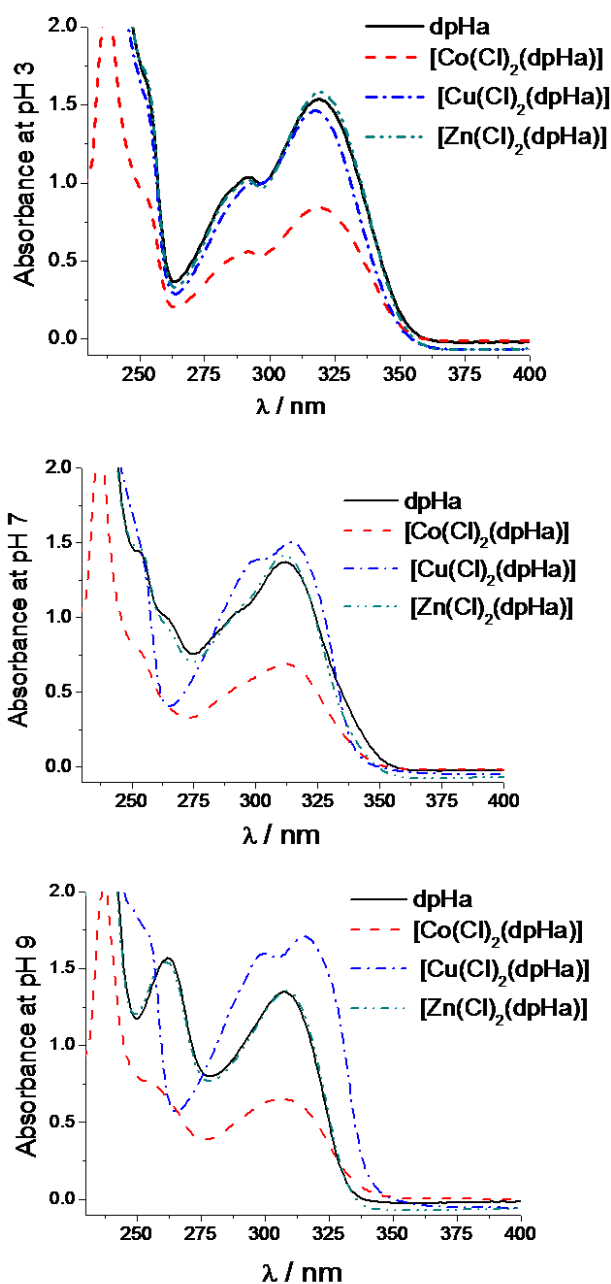 Absorbance at pH 3
2.0
1.5
1.0
0.5
0.0
dpHa
[Co(Cl)₂(dpHa)]
[Cu(Cl)₂(dpHa)]
[Zn(Cl)₂(dpHa)]
250 275 300 325 350 375 400
λ / nm
Absorbance at pH 7
2.0
1.5
1.0
0.5
0.0
dpHa
[Co(Cl)₂(dpHa)]
[Cu(Cl)₂(dpHa)]
[Zn(Cl)₂(dpHa)]
250 275 300 325 350 375 400
λ / nm
Absorbance at pH 9
2.0
1.5
1.0
0.5
0.0
dpHa
[Co(Cl)₂(dpHa)]
[Cu(Cl)₂(dpHa)]
[Zn(Cl)₂(dpHa)]
250 275 300 325 350 375 400
λ / nm